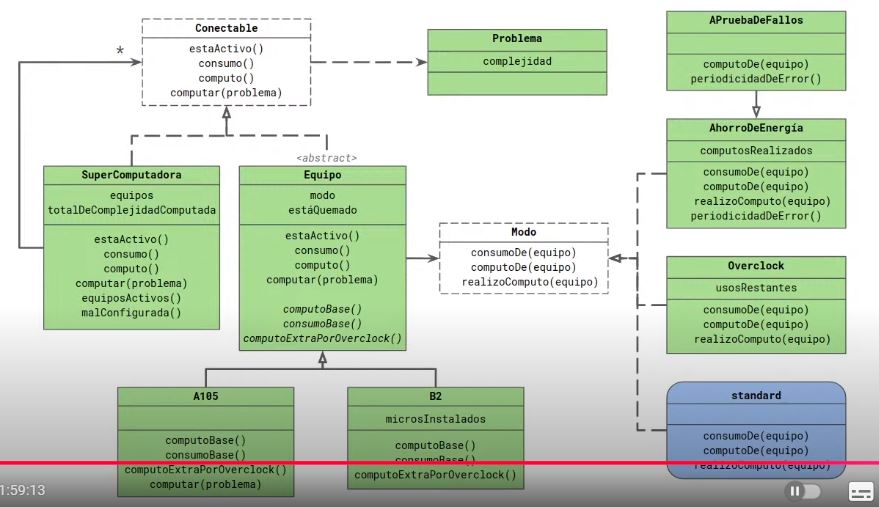 Conectable
estaActivo()
consumo()
computo()
computar(problema)
*
Problema
complejidad
APruebaDeFallos
computoDe(equipo)
periodicidadDeError()
AhorroDeEnergía
computosRealizados
consumoDe(equipo)
computoDe(equipo)
realizoComputo(equipo)
periodicidadDeError()
SuperComputadora
equipos
totalDeComplejidadComputada
estaActivo()
consumo()
computo()
computar(problema)
equiposActivos()
malConfigurada()
<abstract>
Equipo
modo
estáQuemado
estaActivo()
consumo()
computo()
computar(problema)
computoBase()
consumoBase()
computoExtraPorOverclock()
Modo
consumoDe(equipo)
computoDe(equipo)
realizoComputo(equipo)
Overclock
usosRestantes
consumoDe(equipo)
computoDe(equipo)
realizoComputo(equipo)
A105
computoBase()
consumoBase()
computoExtraPorOverclock()
computar(problema)
B2
microsInstalados
computoBase()
consumoBase()
computoExtraPorOverclock()
standard
consumoDe(equipo)
computoDe(equipo)
realizoComputo(equipo)
1:59:13